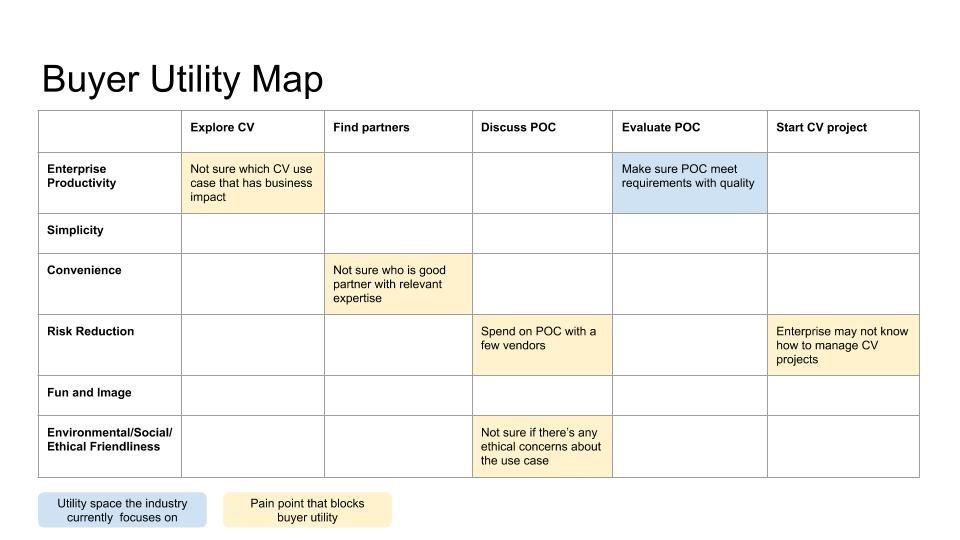 Buyer Utility Map
Explore CV
Find partners
Discuss POC
Evaluate POC
Start CV project
Enterprise
Productivity
Not sure which CV use
case that has business
impact
Make sure POC meet
requirements with quality
Simplicity
Convenience
Not sure who is good
partner with relevant
expertise
Risk Reduction
Spend on POC with a
few vendors
Enterprise may not know
how to manage CV
projects
Fun and Image
Environmental/Social/
Ethical Friendliness
Not sure if there's any
ethical concerns about
the use case
Utility space the industry
currently  focuses on
Pain point that blocks
buyer utility